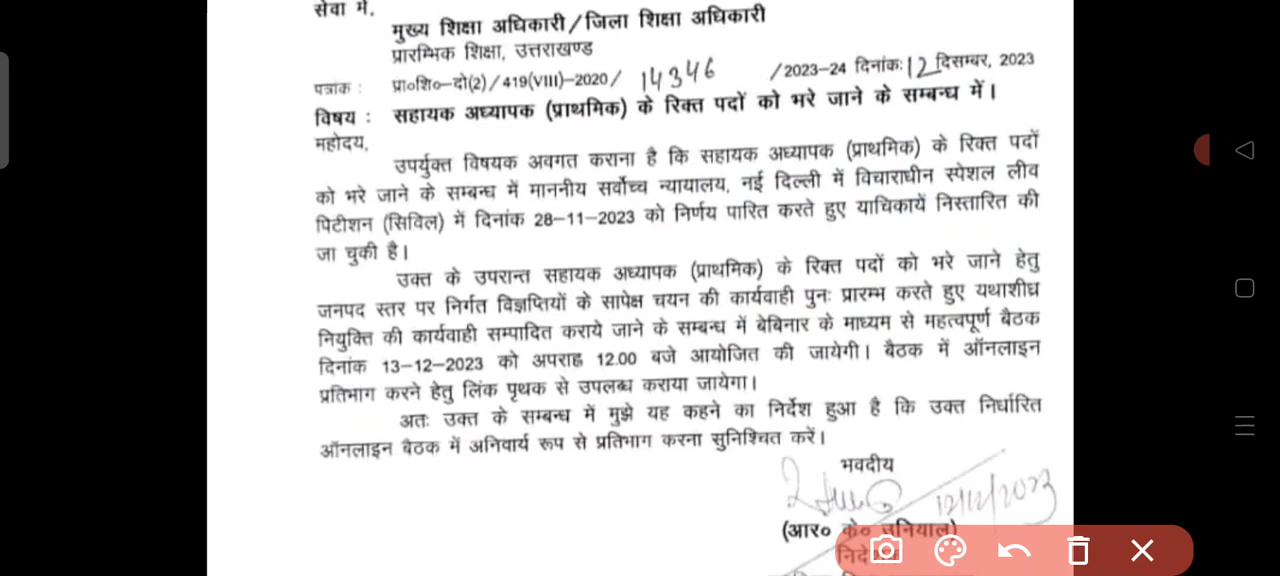 सेवा में,
मुख्य शिक्षा अधिकारी/जिला शिक्षा अधिकारी
प्रारम्भिक शिक्षा, उत्तराखण्ड
पत्रांक : प्रा०शि०–दो(2)/419(VIII)–2020/ 14346 /2023–24 दिनांकः 12 दिसम्बर, 2023
विषय : सहायक अध्यापक (प्राथमिक) के रिक्त पदों को भरे जाने के सम्बन्ध में।
महोदय,
उपर्युक्त विषयक अवगत कराना है कि सहायक अध्यापक (प्राथमिक) के रिक्त पदों
को भरे जाने के सम्बन्ध में माननीय सर्वोच्च न्यायालय, नई दिल्ली में विचाराधीन स्पेशल लीव
पिटीशन (सिविल) में दिनांक 28–11–2023 को निर्णय पारित करते हुए याचिकायें निस्तारित की
जा चुकी है।
उक्त के उपरान्त सहायक अध्यापक (प्राथमिक) के रिक्त पदों को भरे जाने हेतु
जनपद स्तर पर निर्गत विज्ञप्तियों के सापेक्ष चयन की कार्यवाही पुनः प्रारम्भ करते हुए यथाशीघ्र
नियुक्ति की कार्यवाही सम्पादित कराये जाने के सम्बन्ध में बेबिनार के माध्यम से महत्वपूर्ण बैठक
दिनांक 13–12–2023 को अपराह्न 12.00 बजे आयोजित की जायेगी। बैठक में ऑनलाइन
प्रतिभाग करने हेतु लिंक पृथक से उपलब्ध कराया जायेगा।
अतः उक्त के सम्बन्ध में मुझे यह कहने का निर्देश हुआ है कि उक्त निर्धारित
ऑनलाइन बैठक में अनिवार्य रूप से प्रतिभाग करना सुनिश्चित करें।
भवदीय
12/12/2023
(आर० के० उनियाल)